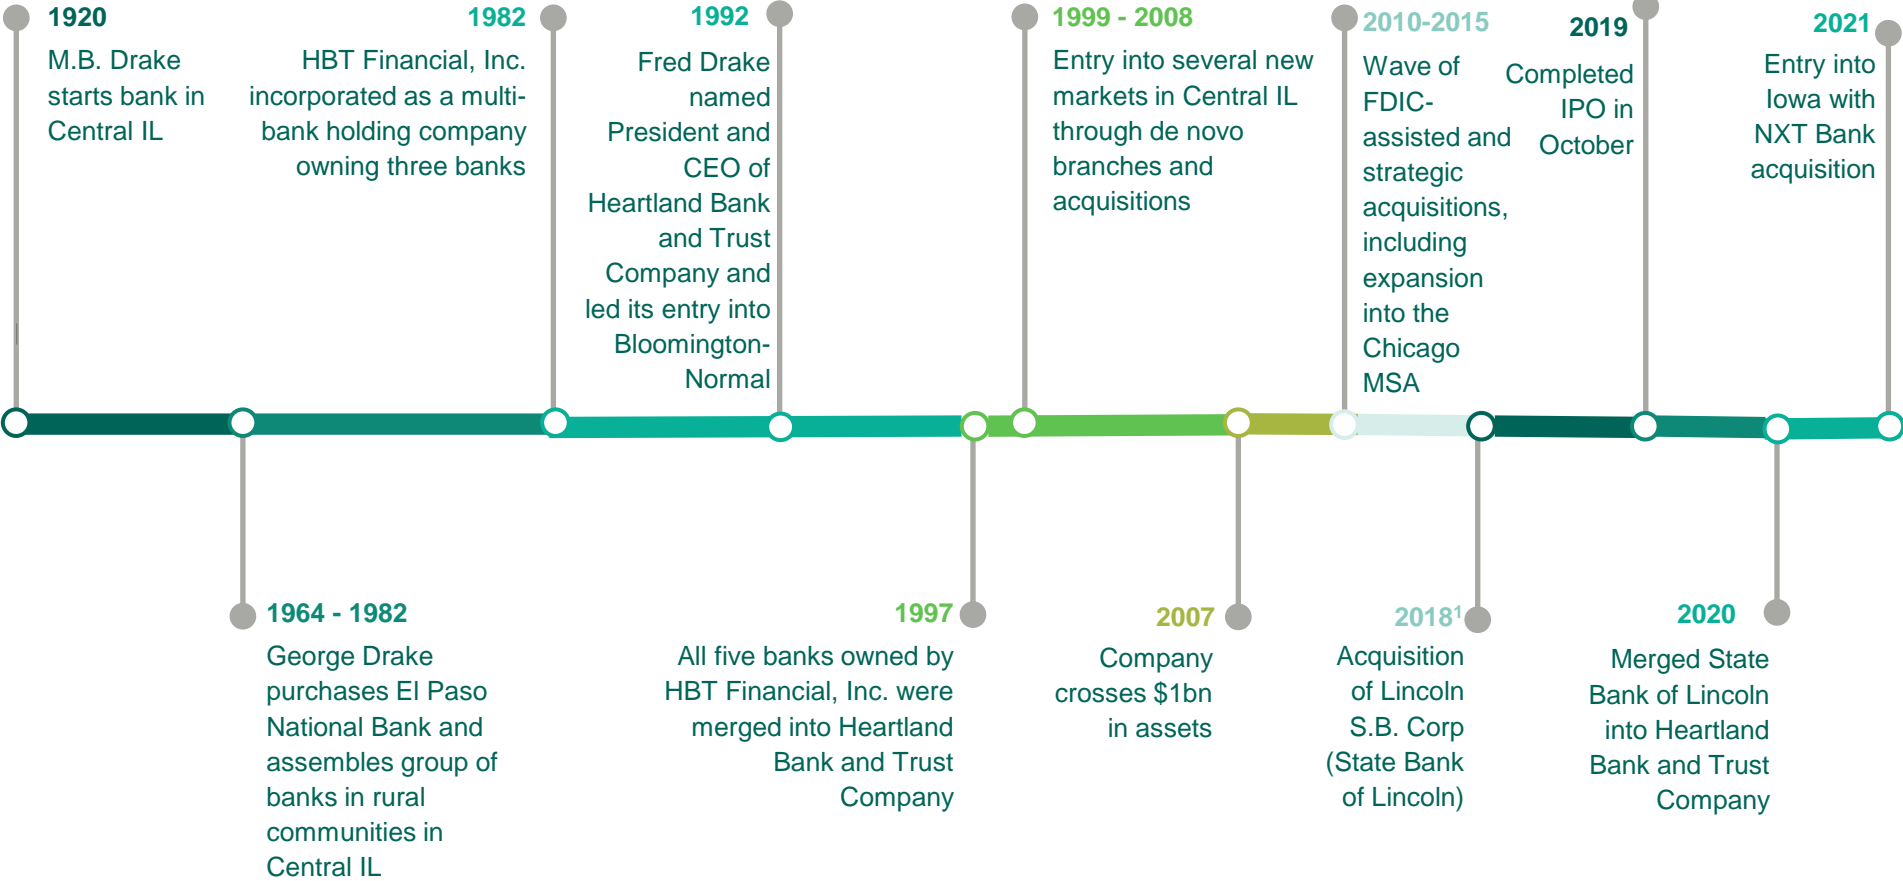 1920
M.B. Drake
starts bank in
Central IL
1982
HBT Financial, Inc.
incorporated as a multi-
bank holding company
owning three banks
1992
Fred Drake
named
President and
CEO of
Heartland Bank
and Trust
Company and
led its entry into
Bloomington-
Normal
1999 - 2008
Entry into several new
markets in Central IL
through de novo
branches and
acquisitions
2010-2015
Wave of
FDIC-
assisted and
strategic
acquisitions,
including
expansion
into the
Chicago
MSA
2019
Completed
IPO in
October
2021
Entry into
Iowa with
NXT Bank
acquisition
1964 - 1982
George Drake
purchases El Paso
National Bank and
assembles group of
banks in rural
communities in
Central IL
1997
All five banks owned by
HBT Financial, Inc. were
merged into Heartland
Bank and Trust
Company
2007
Company
crosses $1bn
in assets
2018¹
Acquisition
of Lincoln
S.B. Corp
(State Bank
of Lincoln)
2020
Merged State
Bank of Lincoln
into Heartland
Bank and Trust
Company